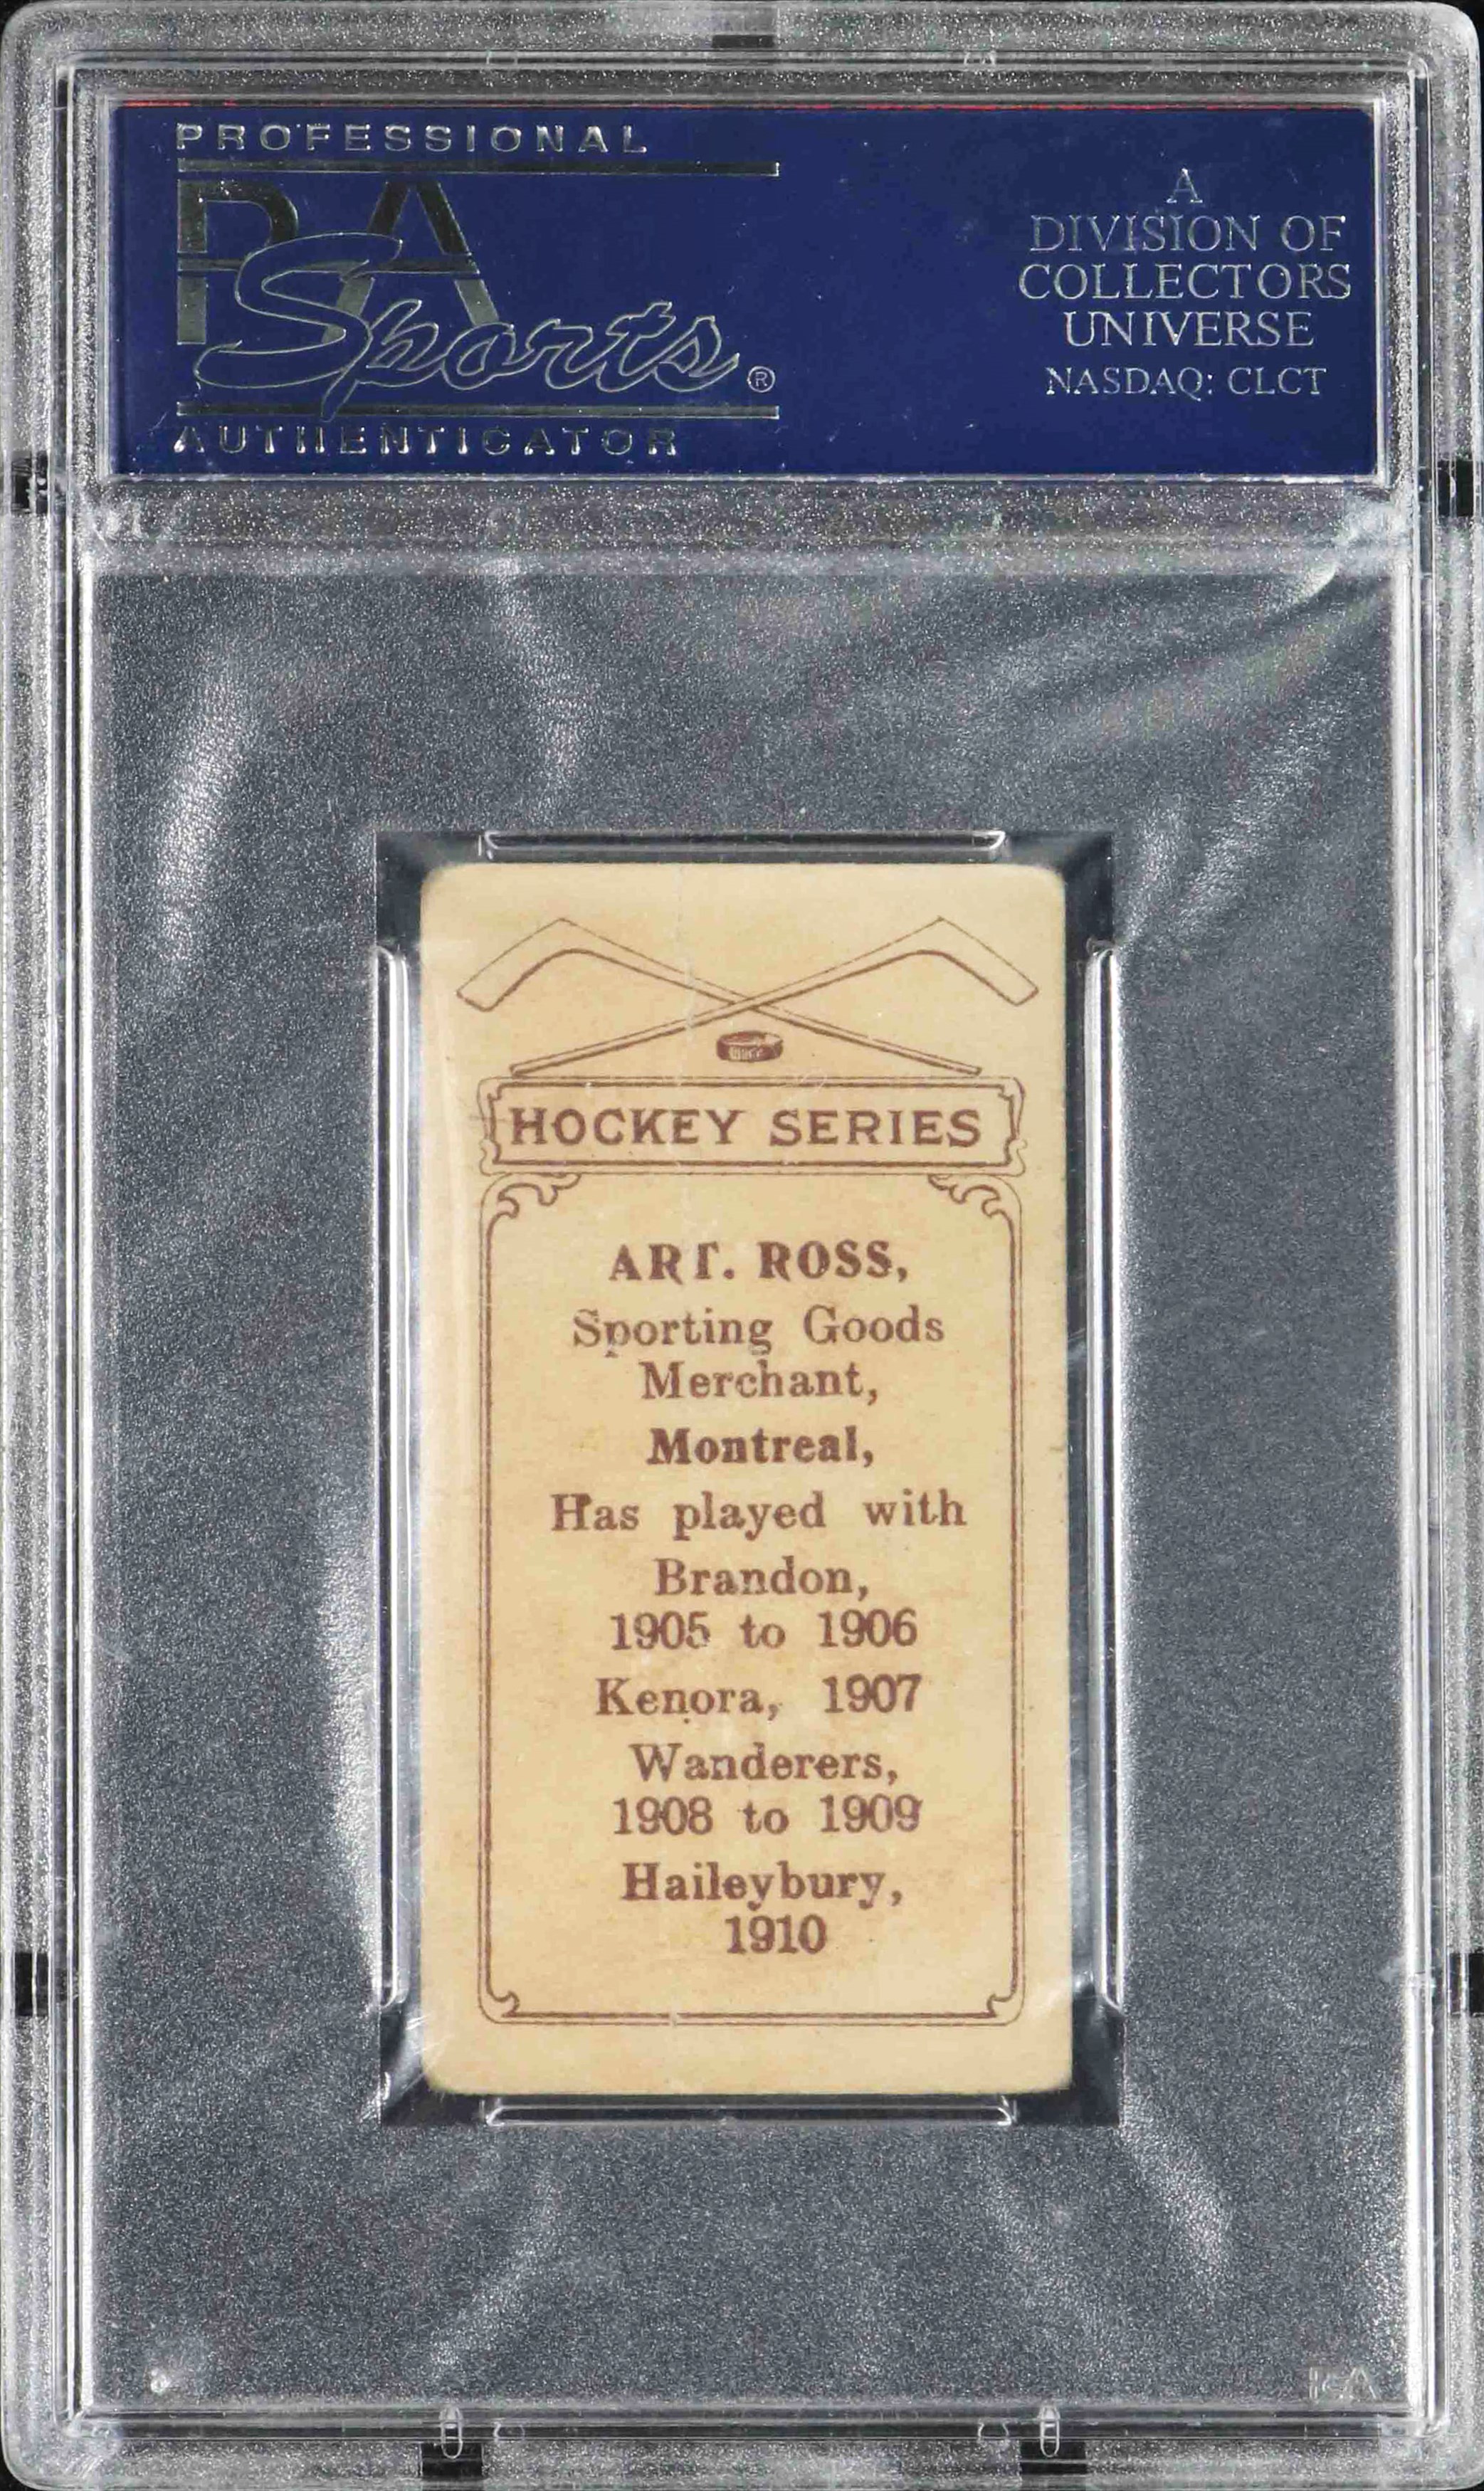 PROFESSIONAL
PSA
Sports®
AUTHENTICATOR
A
DIVISION OF
COLLECTORS
UNIVERSE
NASDAQ: CLCT
HOCKEY SERIES
ART. ROSS,
Sporting Goods
Merchant,
Montreal,
Has played with
Brandon,
1905 to 1906
Kenora, 1907
Wanderers,
1908 to 1909
Haileybury,
1910
PSA